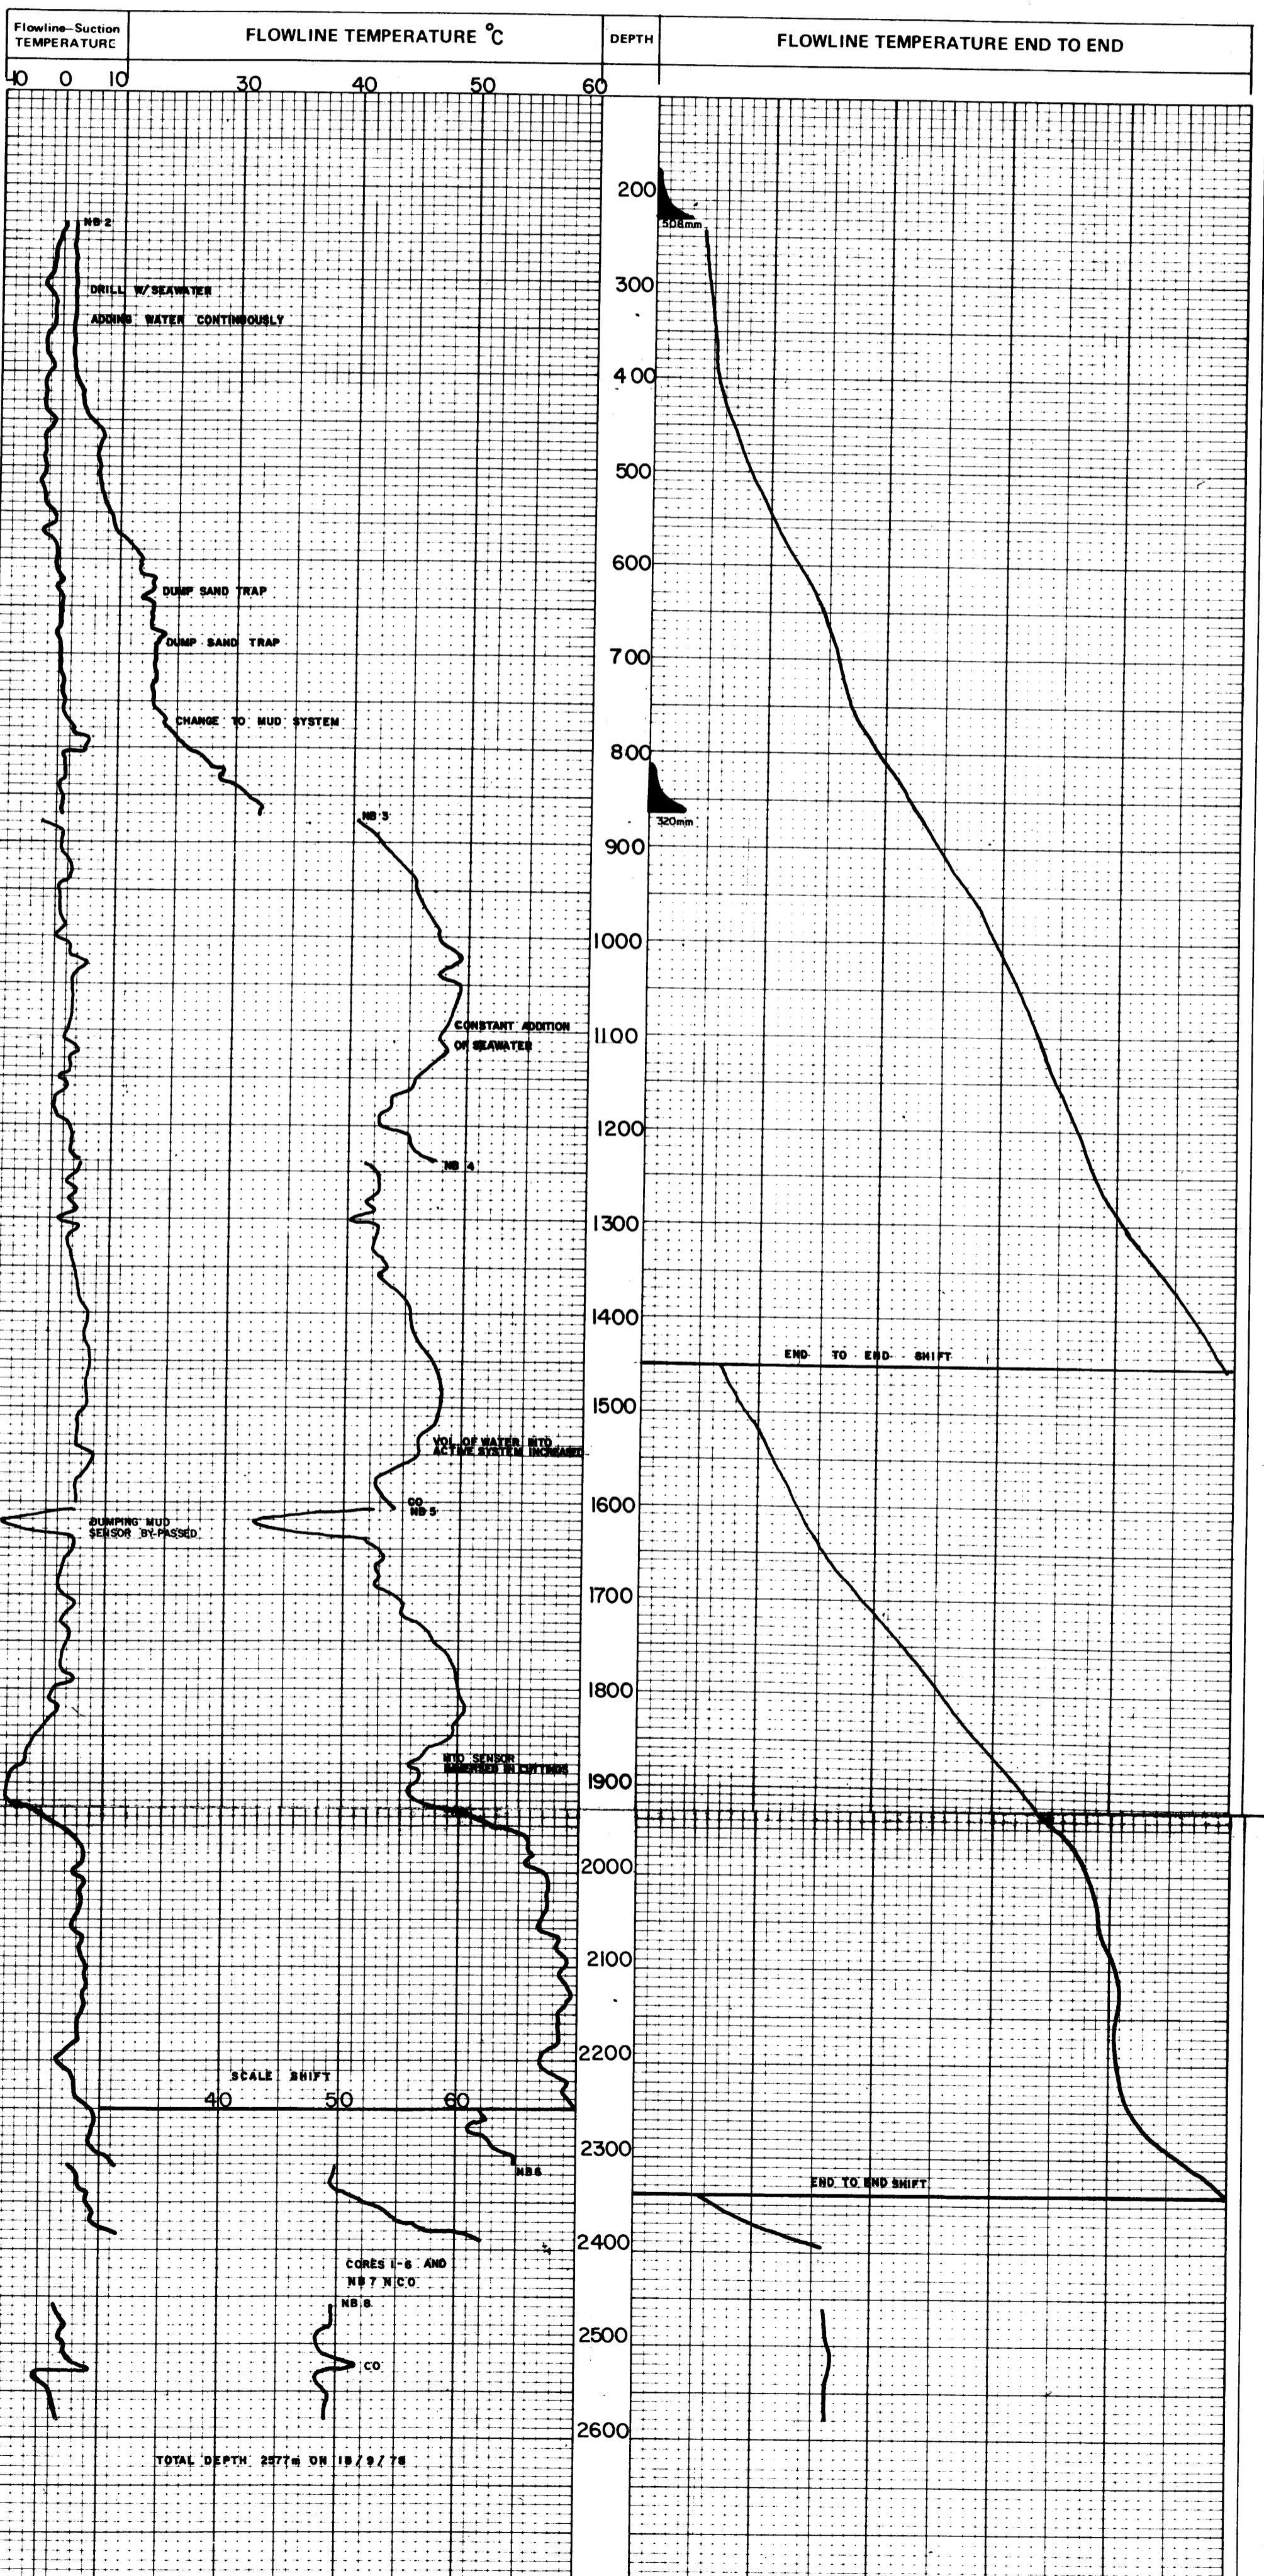 Flowline–Suction
TEMPERATURE
FLOWLINE TEMPERATURE °C
DEPTH
FLOWLINE TEMPERATURE END TO END
-10 0 10 30 40 50 60
200
508mm
NB 2
300
DRILL W/ SEAWATER
ADDING WATER CONTINUOUSLY
400
500
600
DUMP SAND TRAP
DUMP SAND TRAP
700
CHANGE TO MUD SYSTEM
800
NB 3
320mm
900
1000
CONSTANT ADDITION
OF SEAWATER
1100
1200
NB 4
1300
1400
END TO END SHIFT
1500
VOL. OF WATER INTO
ACTIVE SYSTEM INCREASED
CO
NB 5
1600
DUMPING MUD
SENSOR BY-PASSED
1700
1800
SENSOR
IMMERSED IN CUTTINGS
1900
2000
2100
2200
SCALE SHIFT
40 50 60
2300
NB 6
END TO END SHIFT
2400
CORES 1-6 AND
NB 7 N CO
NB 8
2500
CO
2600
TOTAL DEPTH 2577m ON 18/9/76